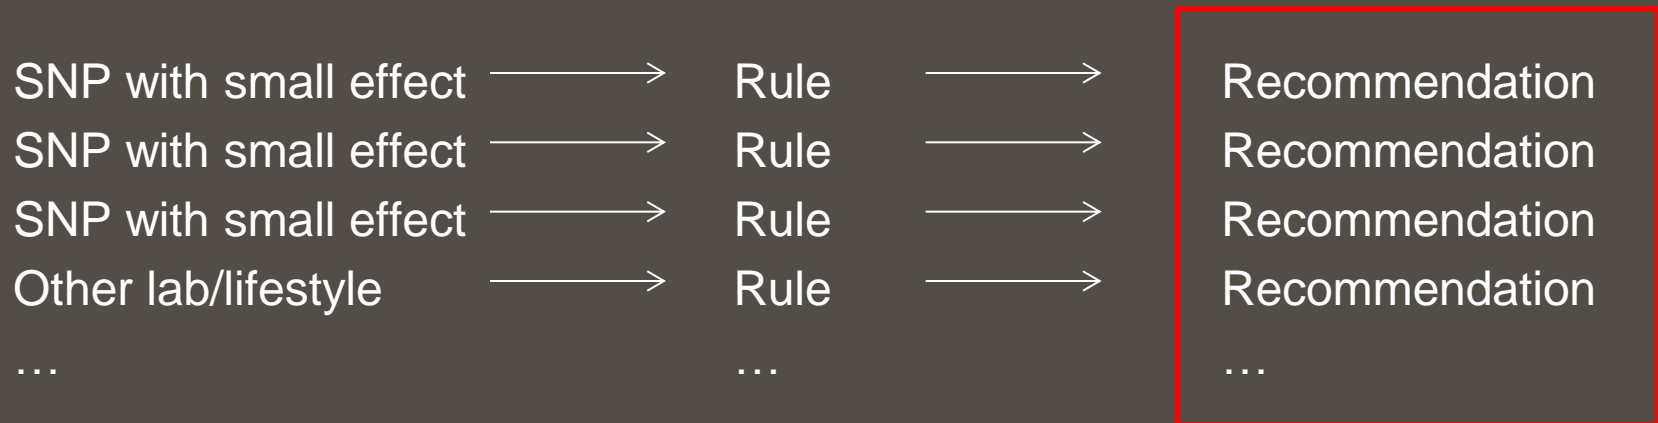 SNP with small effect Rule Recommendation
SNP with small effect Rule Recommendation
SNP with small effect Rule Recommendation
Other lab/lifestyle Rule Recommendation
… … …